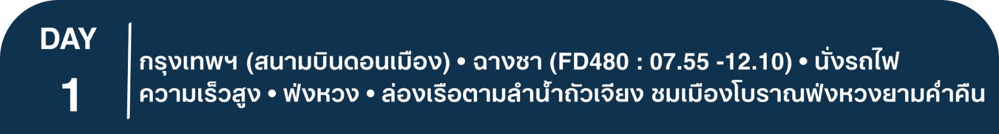 DAY
1
กรุงเทพฯ (สนามบินดอนเมือง) • ฉางซา (FD480 : 07.55 -12.10) • นั่งรถไฟ
ความเร็วสูง • ฟ่งหวง • ล่องเรือตามลำน้ำถัวเจียง ชมเมืองโบราณฟ่งหวงยามค่ำคืน